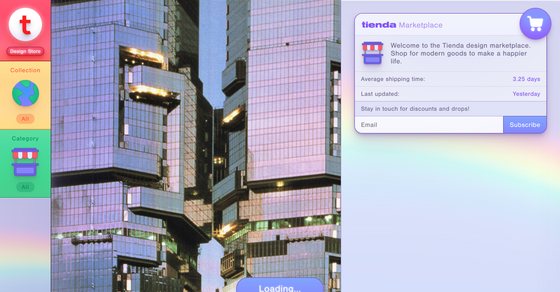 t
Design Store
Collection
All
Category
All
Loading...
tienda Marketplace
Welcome to the Tienda design marketplace.
Shop for modern goods to make a happier
life.
Average shipping time: 3.25 days
Last updated: Yesterday
Stay in touch for discounts and drops!
Email Subscribe